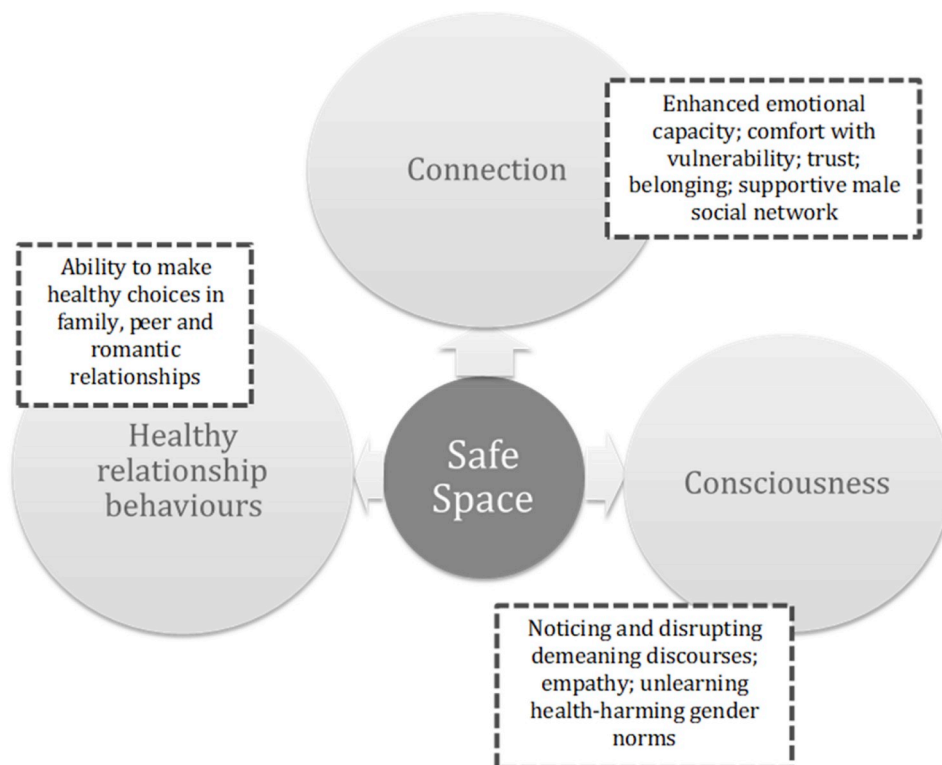 Connection
Enhanced emotional
capacity; comfort with
vulnerability; trust;
belonging; supportive male
social network
Ability to make
healthy choices in
family, peer and
romantic
relationships
Healthy
relationship
behaviours
Safe
Space
Consciousness
Noticing and disrupting
demeaning discourses;
empathy; unlearning
health-harming gender
norms